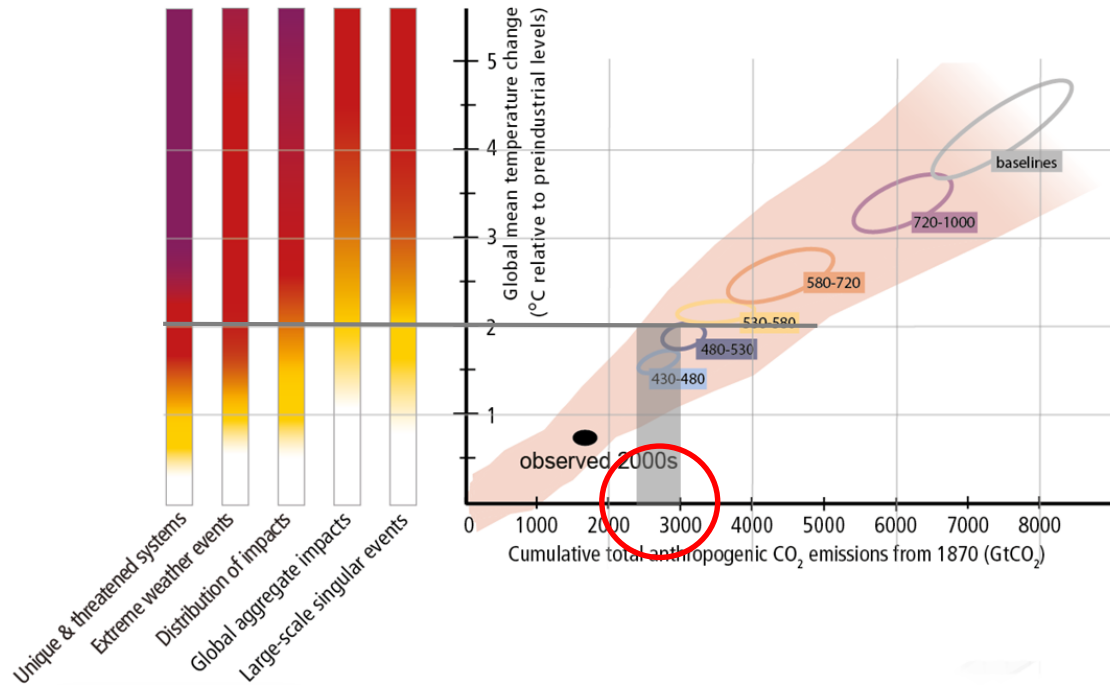 Global mean temperature change
(°C relative to preindustrial levels)
5
4
3
2
1
baselines
720-1000
580-720
530-580
480-530
430-480
observed 2000s
0 1000 2000 3000 4000 5000 6000 7000 8000
Cumulative total anthropogenic CO₂ emissions from 1870 (GtCO₂)
Unique & threatened systems
Extreme weather events
Distribution of impacts
Global aggregate impacts
Large-scale singular events